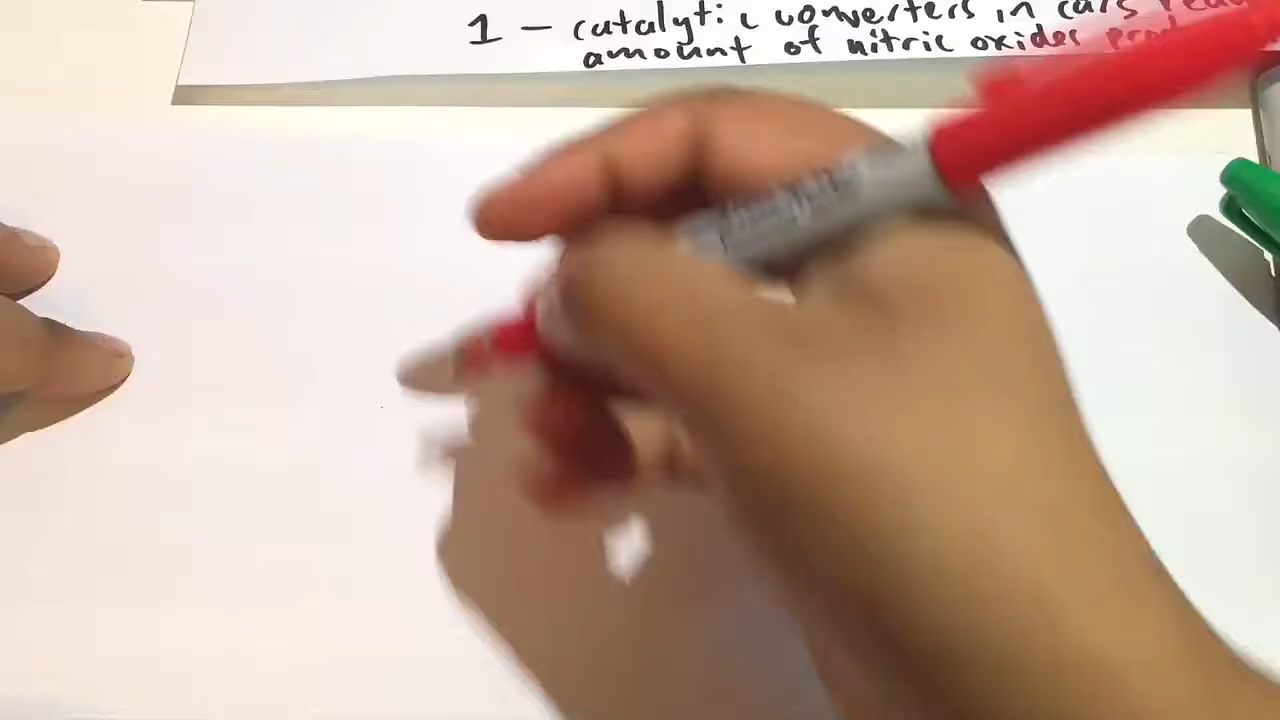 1 - catalytic converters in cars
amount of nitric oxides